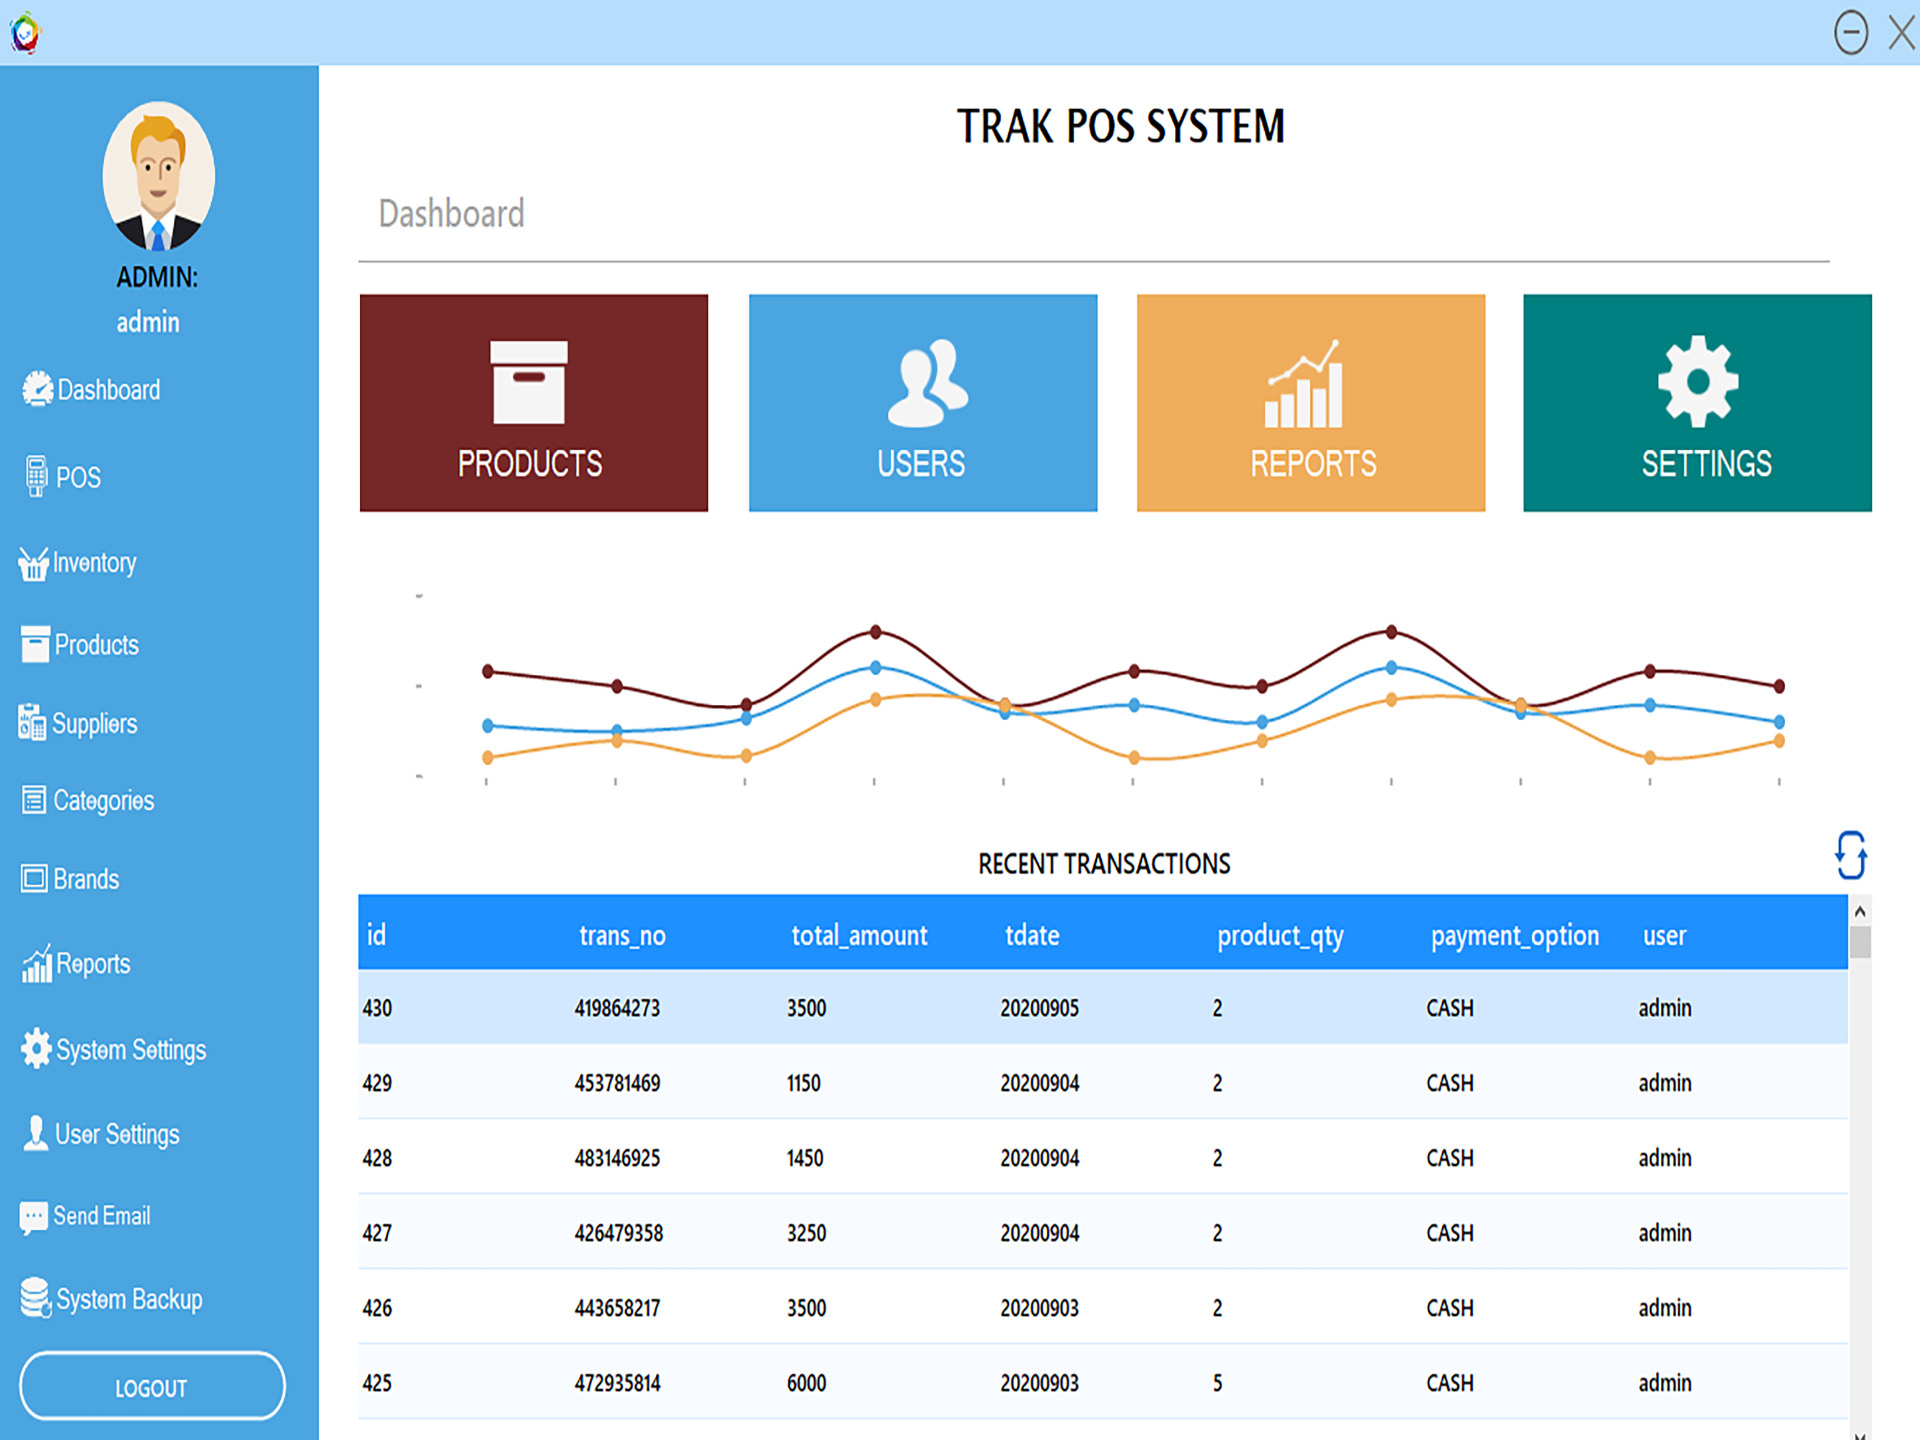 TRAK POS SYSTEM
ADMIN:
admin
Dashboard
POS
Inventory
Products
Suppliers
Categories
Brands
Reports
System Settings
User Settings
Send Email
System Backup
LOGOUT
Dashboard
PRODUCTS USERS REPORTS SETTINGS
RECENT TRANSACTIONS
id trans_no total_amount tdate product_qty payment_option user
430 419864273 3500 20200905 2 CASH admin
429 453781469 1150 20200904 2 CASH admin
428 483146925 1450 20200904 2 CASH admin
427 426479358 3250 20200904 2 CASH admin
426 443658217 3500 20200903 2 CASH admin
425 472935814 6000 20200903 5 CASH admin